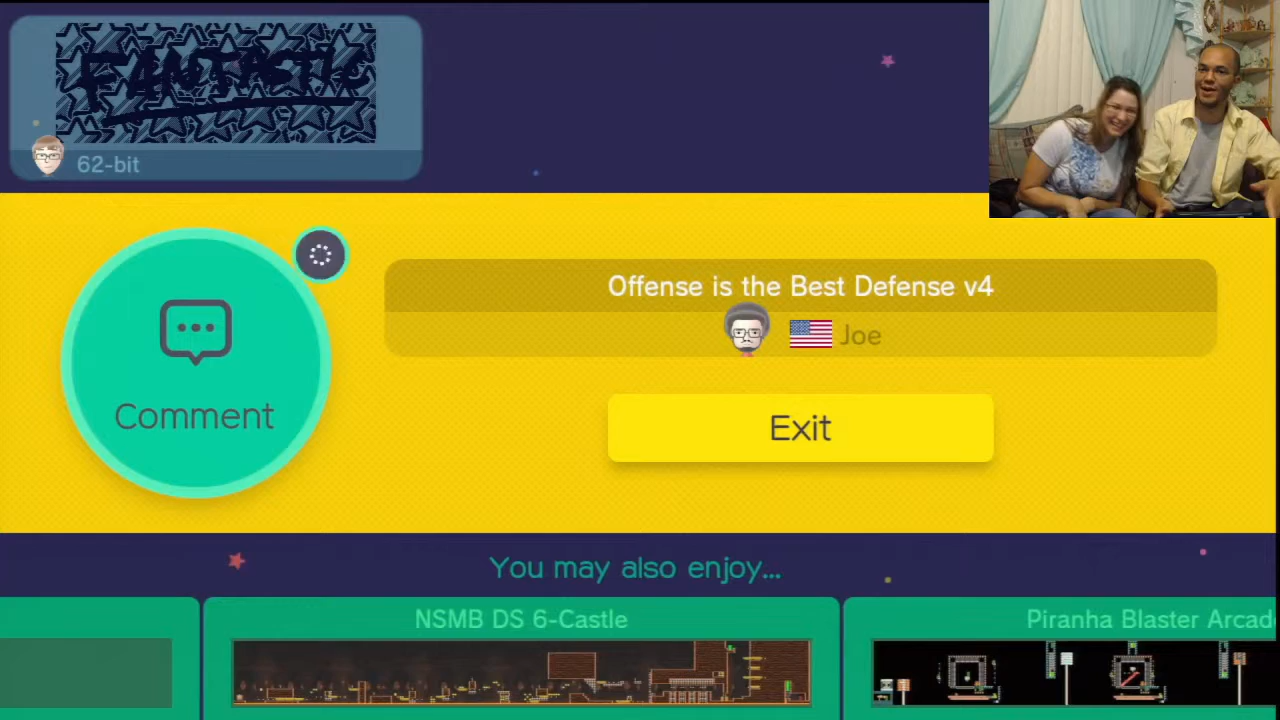 FANTASTIC
62-bit
Offense is the Best Defense v4
Joe
Comment
Exit
You may also enjoy...
NSMB DS 6-Castle
Piranha Blaster Arcad